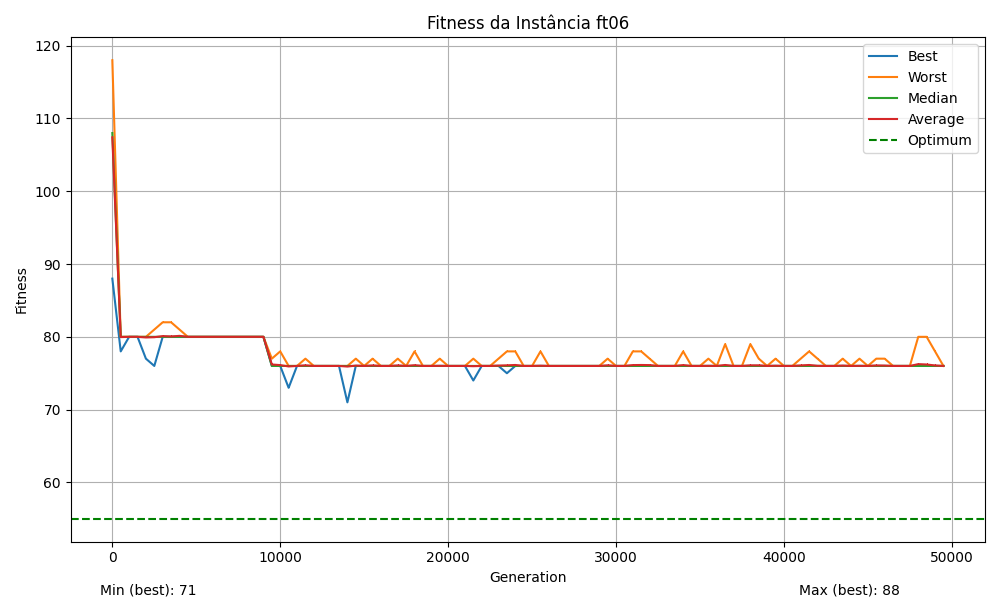 Fitness da Instância ft06
Best
Worst
Median
Average
Optimum
Fitness
120
110
100
90
80
70
60
0
10000
20000
30000
40000
50000
Generation
Min (best): 71
Max (best): 88